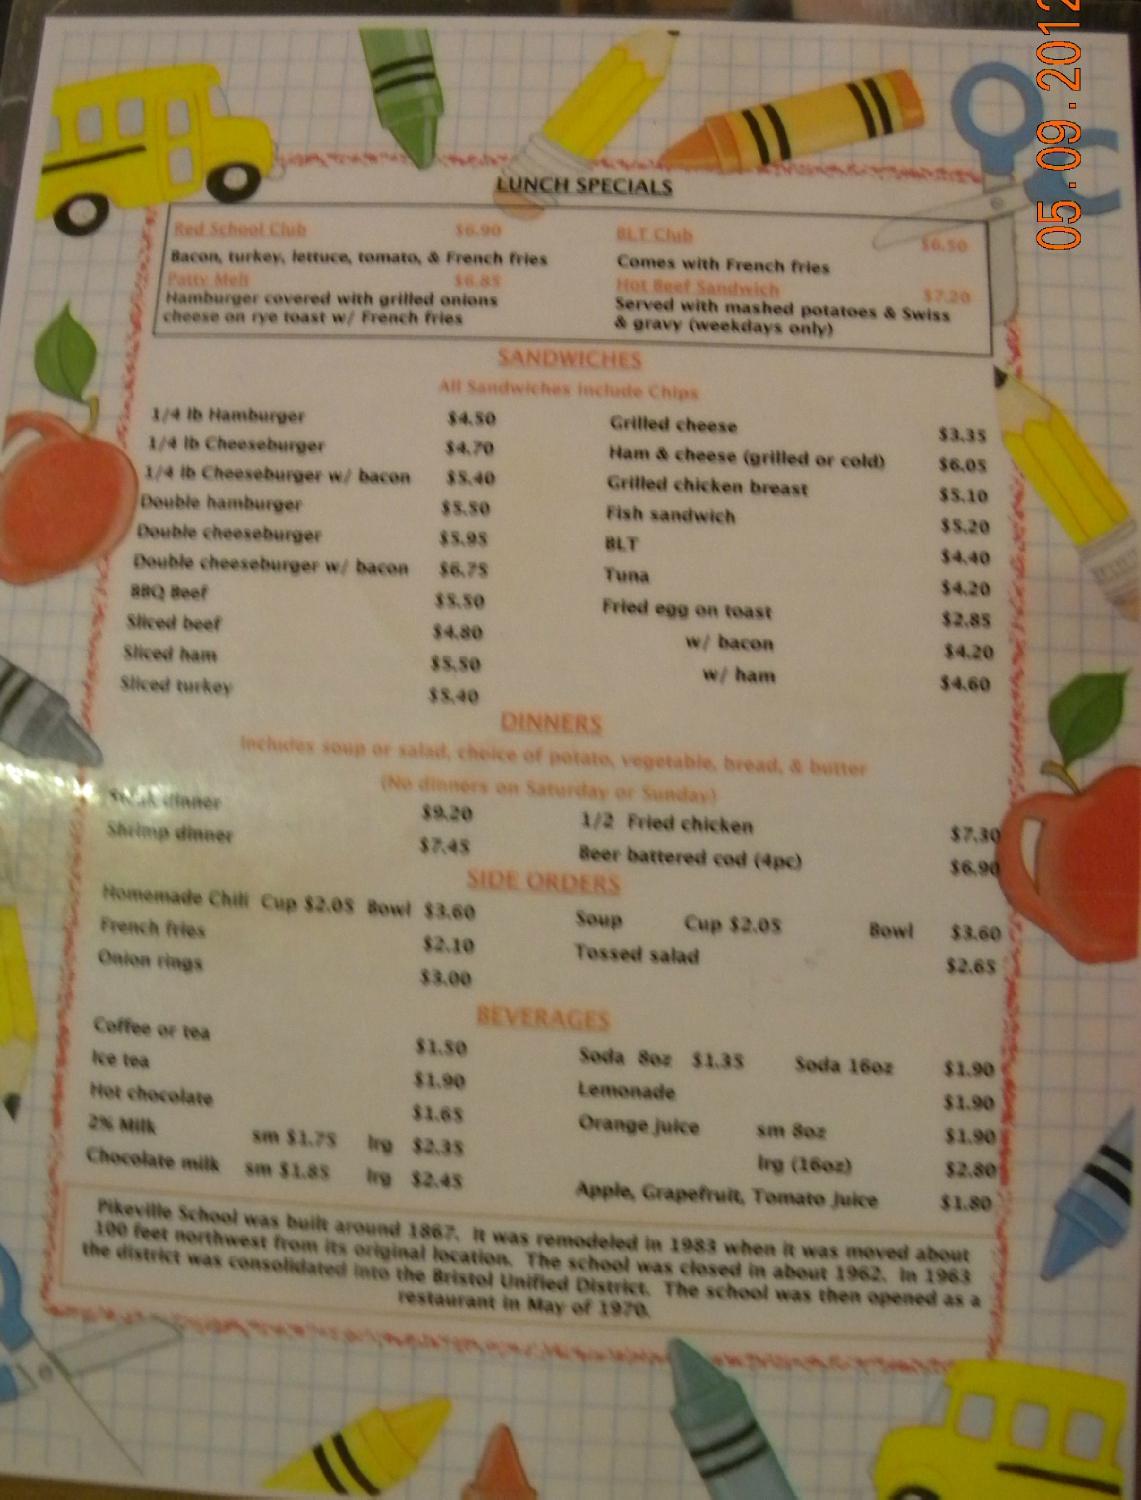 05.09.2012
LUNCH SPECIALS
Red School Club $6.90
Bacon, turkey, lettuce, tomato, & French fries
Patty Melt $6.85
Hamburger covered with grilled onions
cheese on rye toast w/ French fries
BLT Club $6.50
Comes with French fries
Hot Beef Sandwich $7.20
Served with mashed potatoes & Swiss
& gravy (weekdays only)
SANDWICHES
All Sandwiches Include Chips
1/4 lb Hamburger $4.50
1/4 lb Cheeseburger $4.70
1/4 lb Cheeseburger w/ bacon $5.40
Double hamburger $5.50
Double cheeseburger $5.95
Double cheeseburger w/ bacon $6.75
BBQ Beef $5.50
Sliced beef $4.80
Sliced ham $5.50
Sliced turkey $5.40
Grilled cheese $3.35
Ham & cheese (grilled or cold) $6.05
Grilled chicken breast $5.10
Fish sandwich $5.20
BLT $4.40
Tuna $4.20
Fried egg on toast $2.85
w/ bacon $4.20
w/ ham $4.60
DINNERS
Includes soup or salad, choice of potato, vegetable, bread, & butter
(No dinners on Saturday or Sunday)
Steak dinner $9.20
Shrimp dinner $7.45
1/2 Fried chicken $7.30
Beer battered cod (4pc) $6.90
SIDE ORDERS
Homemade Chili Cup $2.05 Bowl $3.60
French fries $2.10
Onion rings $3.00
Soup Cup $2.05 Bowl $3.60
Tossed salad $2.65
BEVERAGES
Coffee or tea $1.50
Ice tea $1.90
Hot chocolate $1.65
2% Milk sm $1.75 lrg $2.35
Chocolate milk sm $1.85 lrg $2.45
Soda 8oz $1.35 Soda 16oz $1.90
Lemonade $1.90
Orange juice sm 8oz $1.90
lrg (16oz) $2.80
Apple, Grapefruit, Tomato Juice $1.80
Pikeville School was built around 1867. It was remodeled in 1983 when it was moved about
100 feet northwest from its original location. The school was closed in about 1962. In 1963
the district was consolidated into the Bristol Unified District. The school was then opened as a
restaurant in May of 1970.